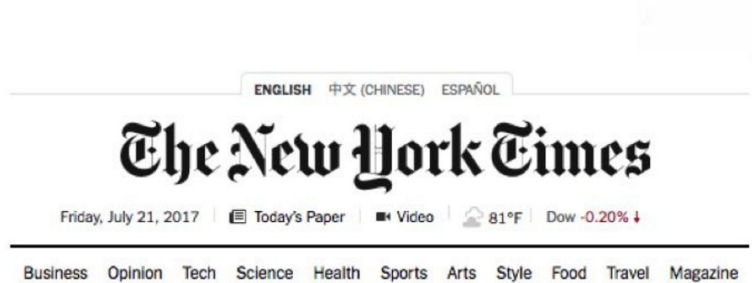 ENGLISH 中文 (CHINESE) ESPAÑOL
The New York Times
Friday, July 21, 2017 Today's Paper Video 81°F Dow -0.20% ↓
Business Opinion Tech Science Health Sports Arts Style Food Travel Magazine